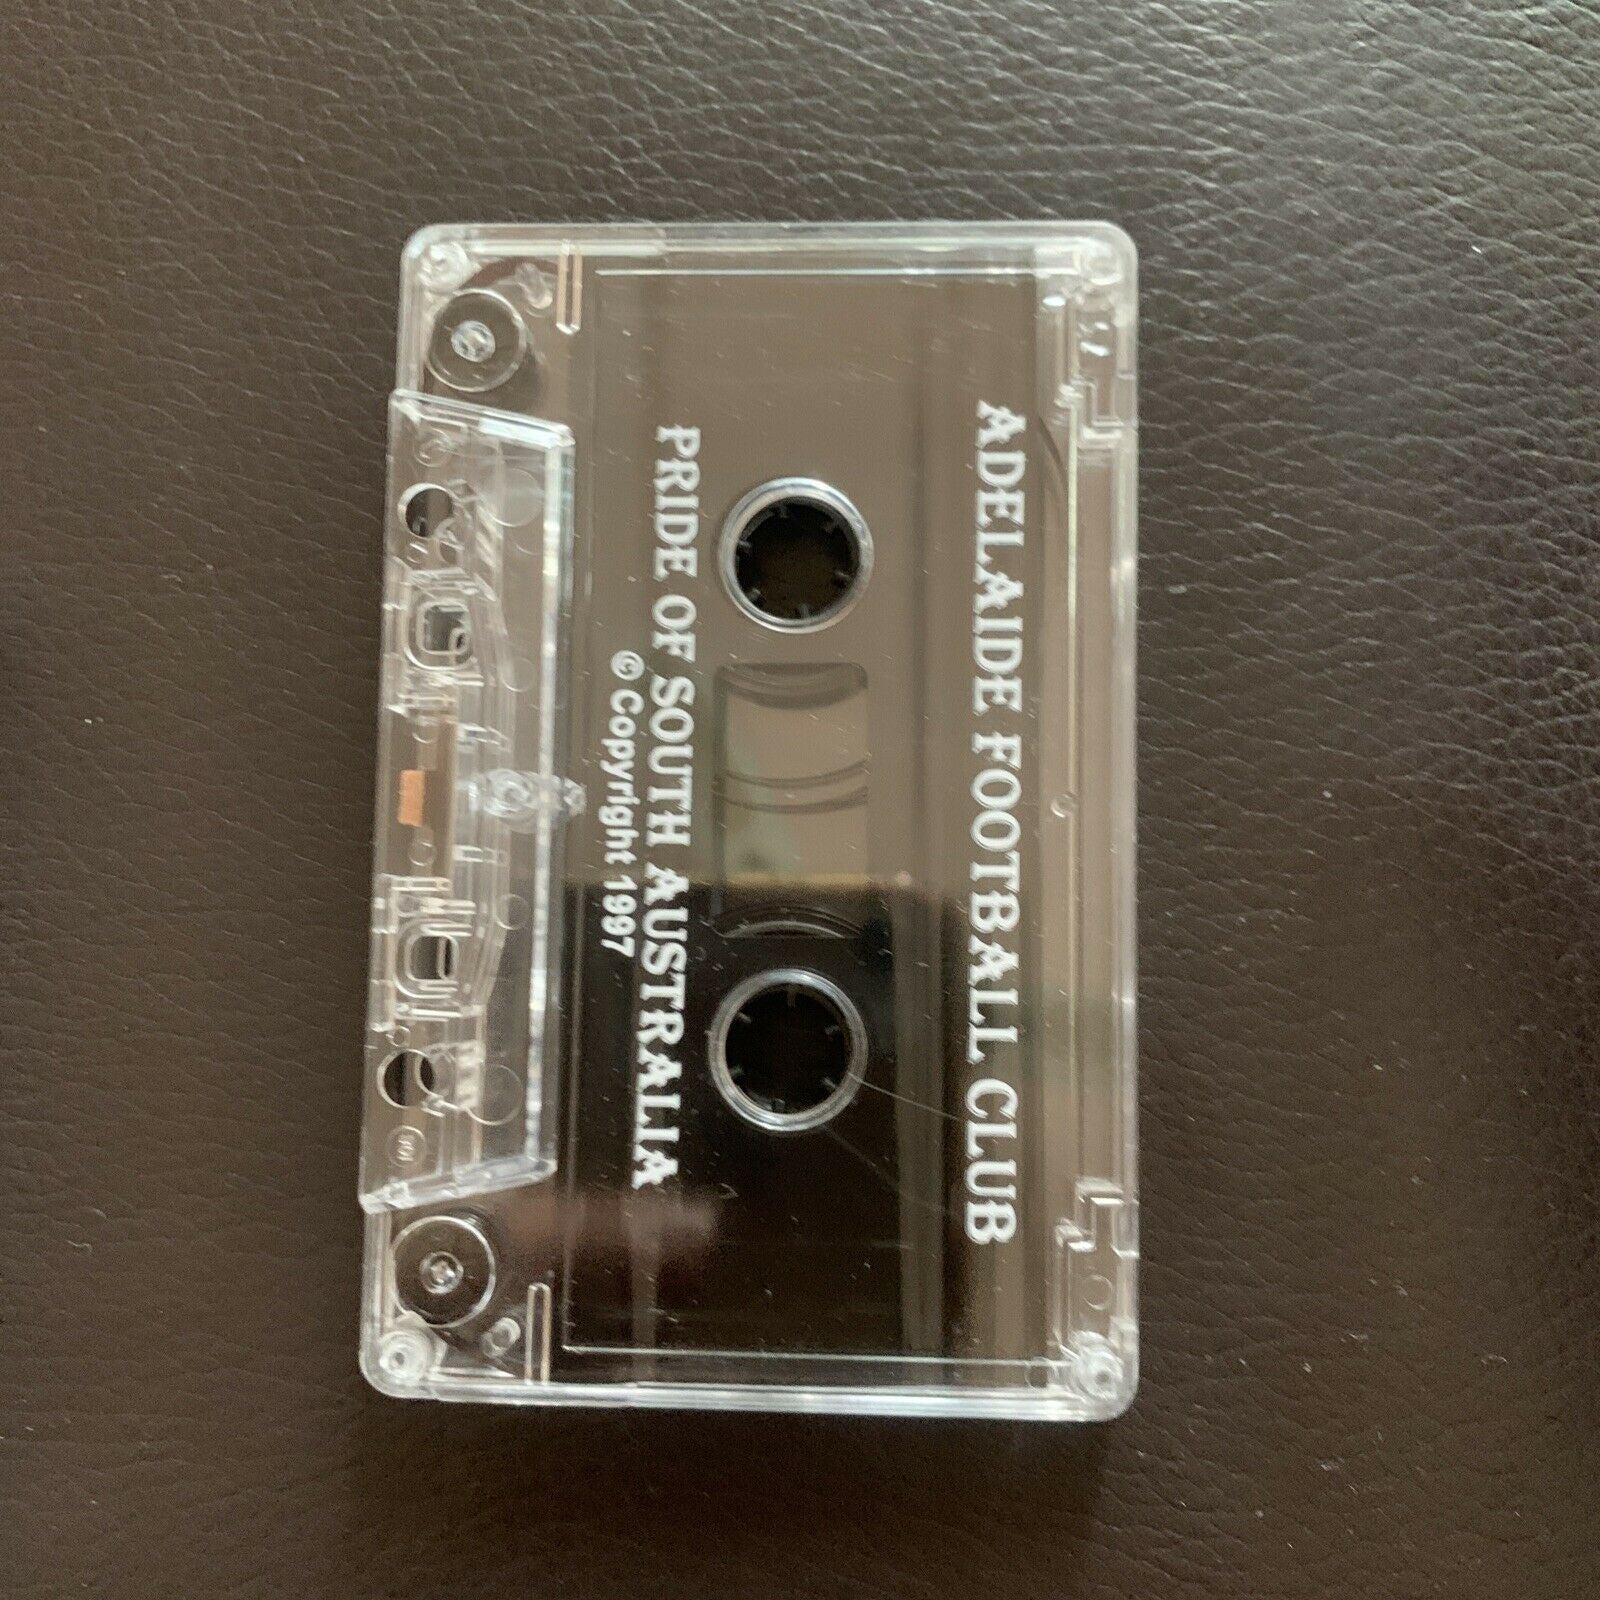 ADELAIDE FOOTBALL CLUB
PRIDE OF SOUTH AUSTRALIA
© Copyright 1997